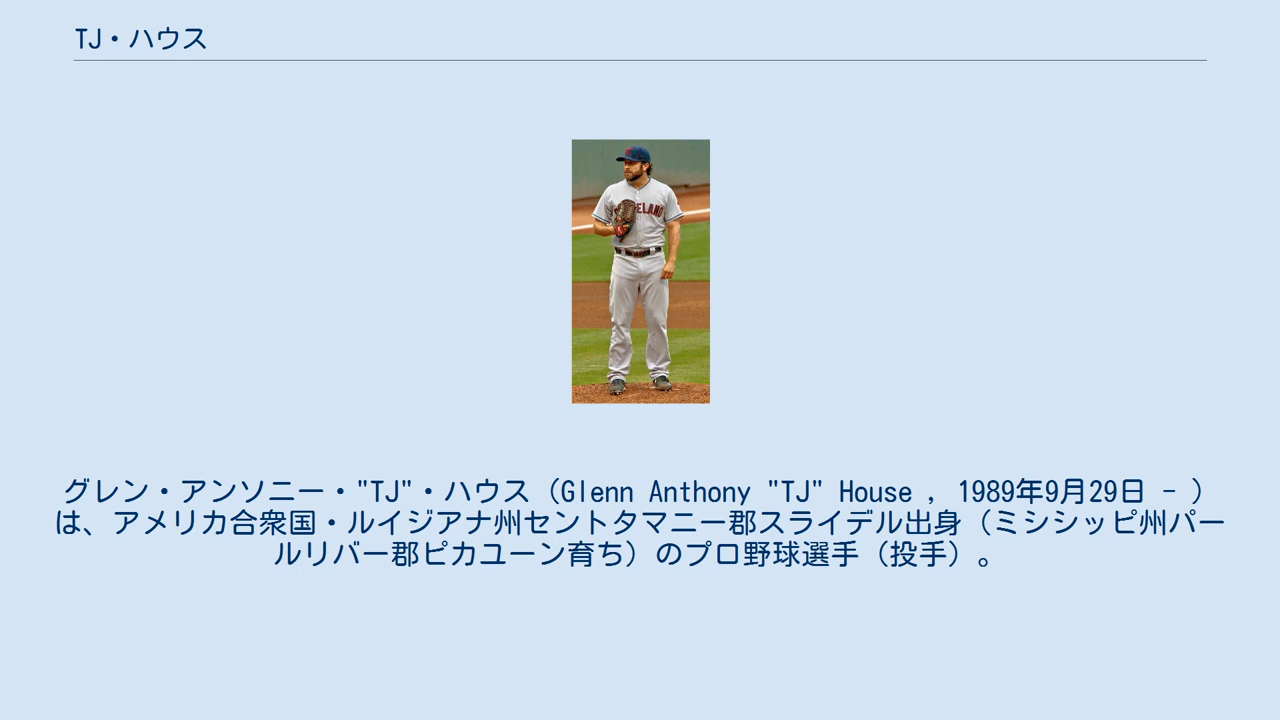 TJ・ハウス
グレン・アンソニー・"TJ"・ハウス（Glenn Anthony "TJ" House , 1989年9月29日 - ）
は、アメリカ合衆国・ルイジアナ州セントタマニー郡スライデル出身（ミシシッピ州パー
ルリバー郡ピカユーン育ち）のプロ野球選手（投手）。